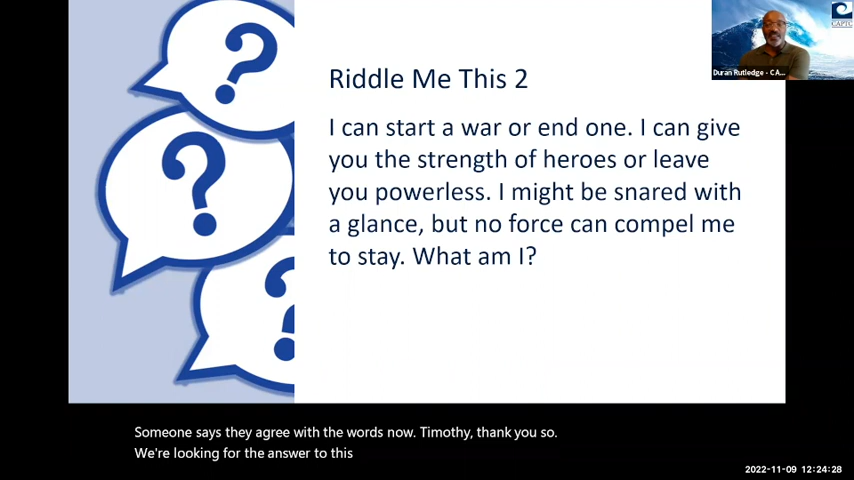 Riddle Me This 2
I can start a war or end one. I can give
you the strength of heroes or leave
you powerless. I might be snared with
a glance, but no force can compel me
to stay. What am I?
Duran Rutledge - CA...
CAPTC
Someone says they agree with the words now. Timothy, thank you so.
We're looking for the answer to this
2022-11-09 12:24:28